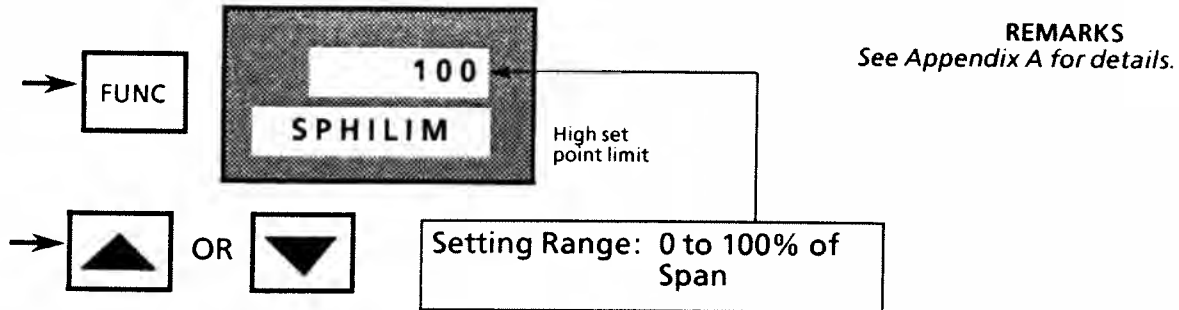 REMARKS
See Appendix A for details.
FUNC
100
SPHILIM
High set
point limit
OR
Setting Range: 0 to 100% of
Span